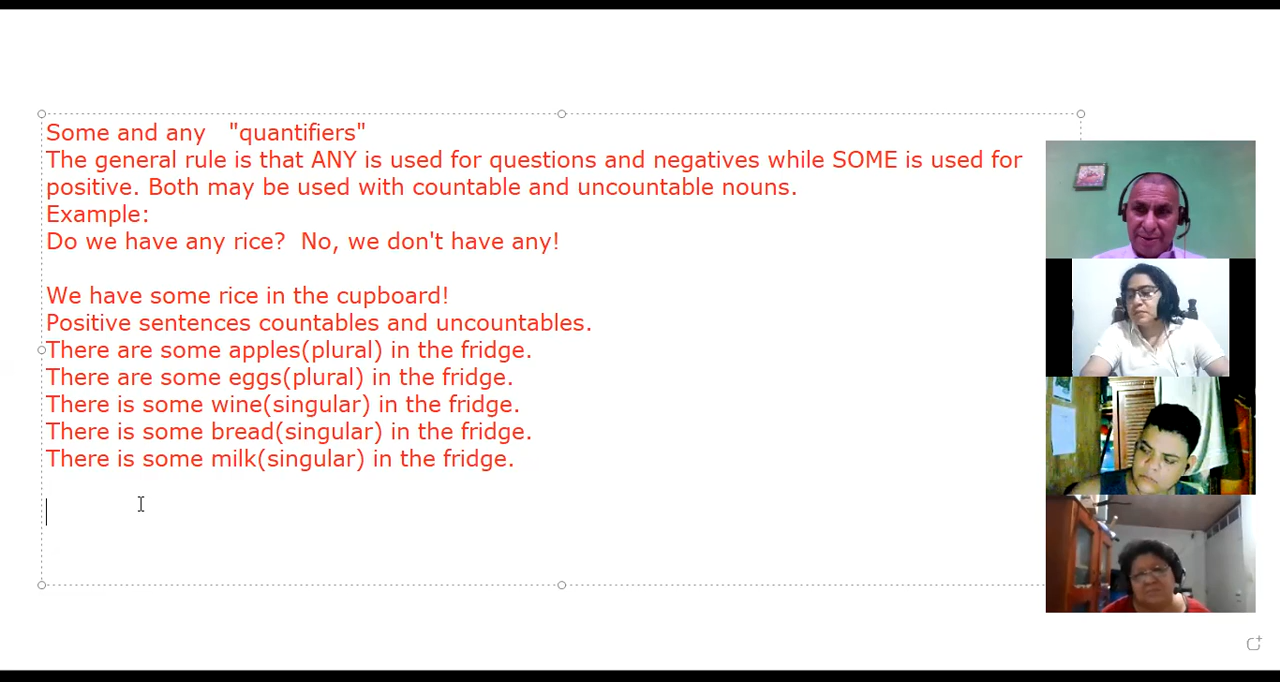 Some and any "quantifiers"
The general rule is that ANY is used for questions and negatives while SOME is used for
positive. Both may be used with countable and uncountable nouns.
Example:
Do we have any rice? No, we don't have any!
We have some rice in the cupboard!
Positive sentences countables and uncountables.
There are some apples(plural) in the fridge.
There are some eggs(plural) in the fridge.
There is some wine(singular) in the fridge.
There is some bread(singular) in the fridge.
There is some milk(singular) in the fridge.